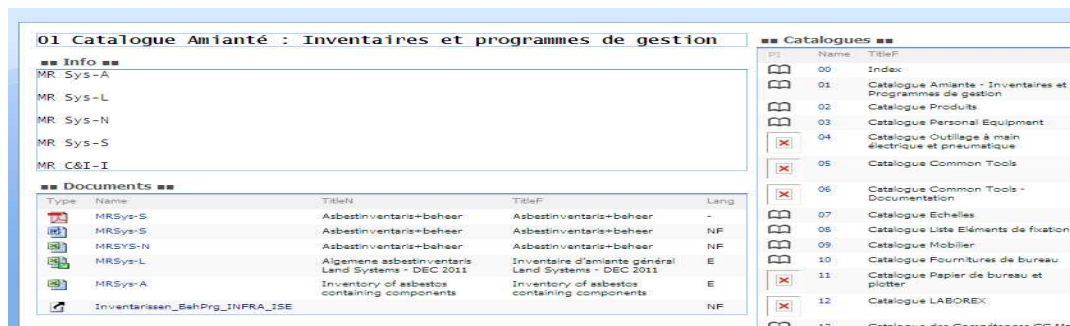 01 Catalogue Amianté : Inventaires et programmes de gestion
Info
MR Sys-A
MR Sys-L
MR Sys-N
MR Sys-S
MR C&I-I
Documents
Type Name TitleN TitleF Lang
MRSys-S Asbestinventaris+beheer Asbestinventaris+beheer -
MRSys-S Asbestinventaris+beheer Asbestinventaris+beheer NF
MRSYS-N Asbestinventaris+beheer Asbestinventaris+beheer NF
MRSys-L Algemene asbestinventaris Inventaire d'amiante général E
Land Systems - DEC 2011 Land Systems - DEC 2011
MRSys-A Inventory of asbestos Inventory of asbestos E
containing components containing components
Inventarissen_BehPrg_INFRA_ISE NF
Catalogues
Name TitleF
00 Index
01 Catalogue Amiante - Inventaires et
Programmes de gestion
02 Catalogue Produits
03 Catalogue Personal Equipment
04 Catalogue Outillage à main
électrique et pneumatique
05 Catalogue Common Tools
06 Catalogue Common Tools -
Documentation
07 Catalogue Echelles
08 Catalogue Liste Eléments de fixation
09 Catalogue Mobilier
10 Catalogue Fournitures de bureau
11 Catalogue Papier de bureau et
plotter
12 Catalogue LABOREX